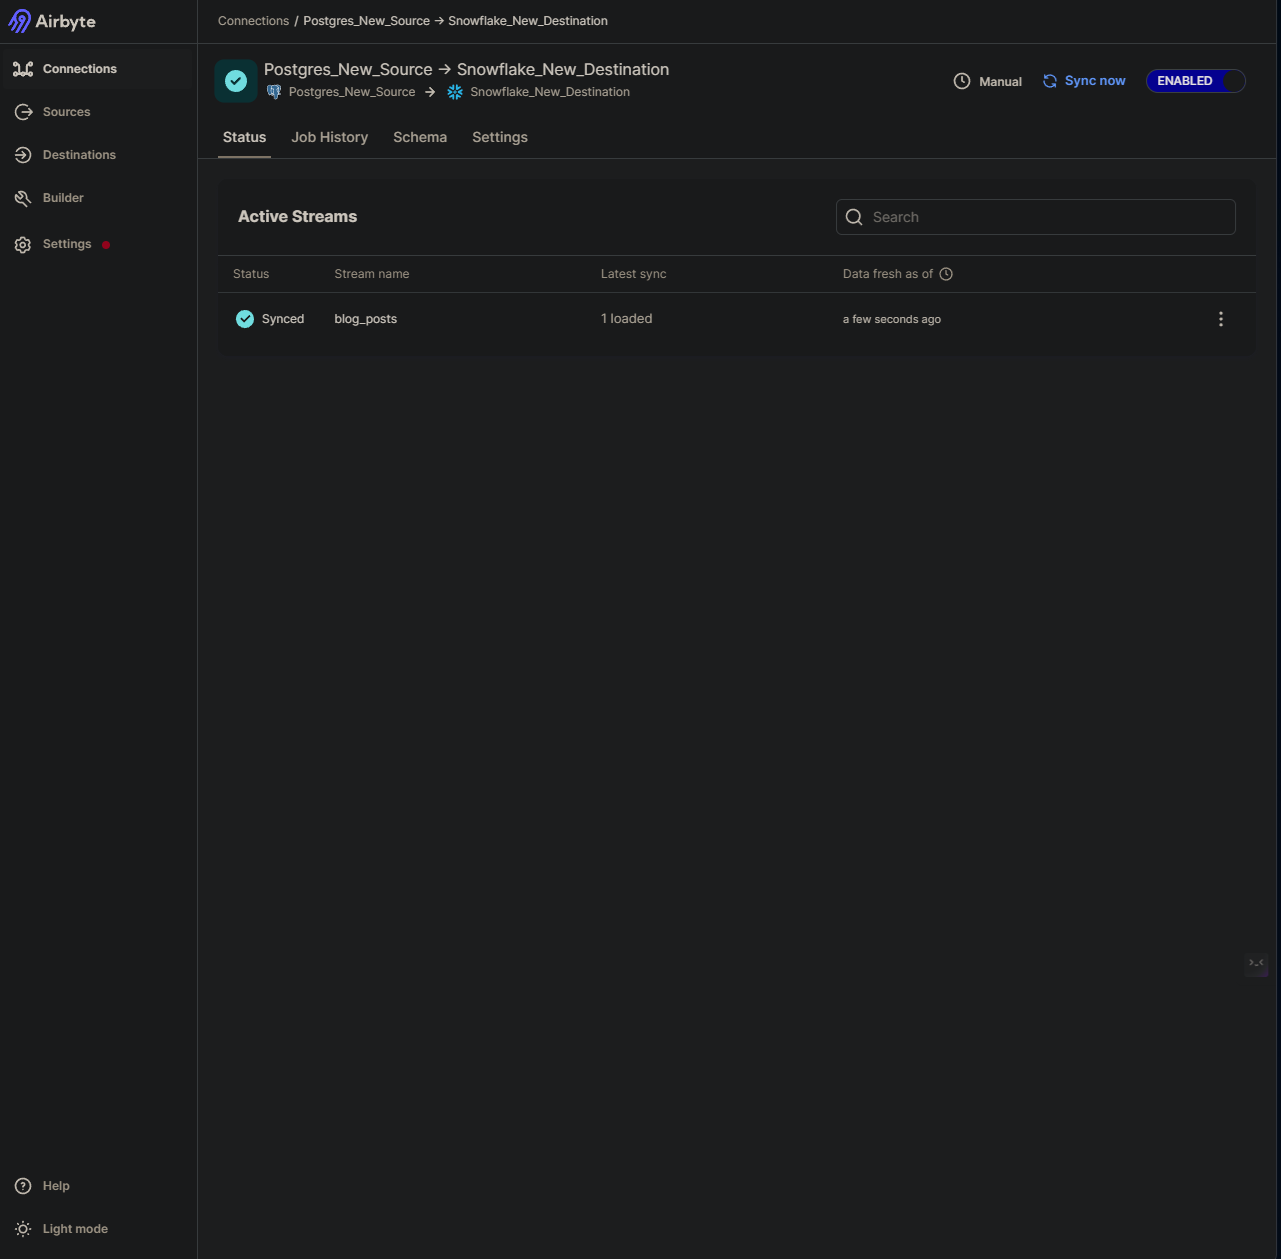 Airbyte
Connections
Sources
Destinations
Builder
Settings
Help
Light mode
Connections / Postgres_New_Source → Snowflake_New_Destination
Postgres_New_Source → Snowflake_New_Destination
Postgres_New_Source → Snowflake_New_Destination
Manual
Sync now
ENABLED
Status Job History Schema Settings
Active Streams
Search
Status Stream name Latest sync Data fresh as of
Synced blog_posts 1 loaded a few seconds ago